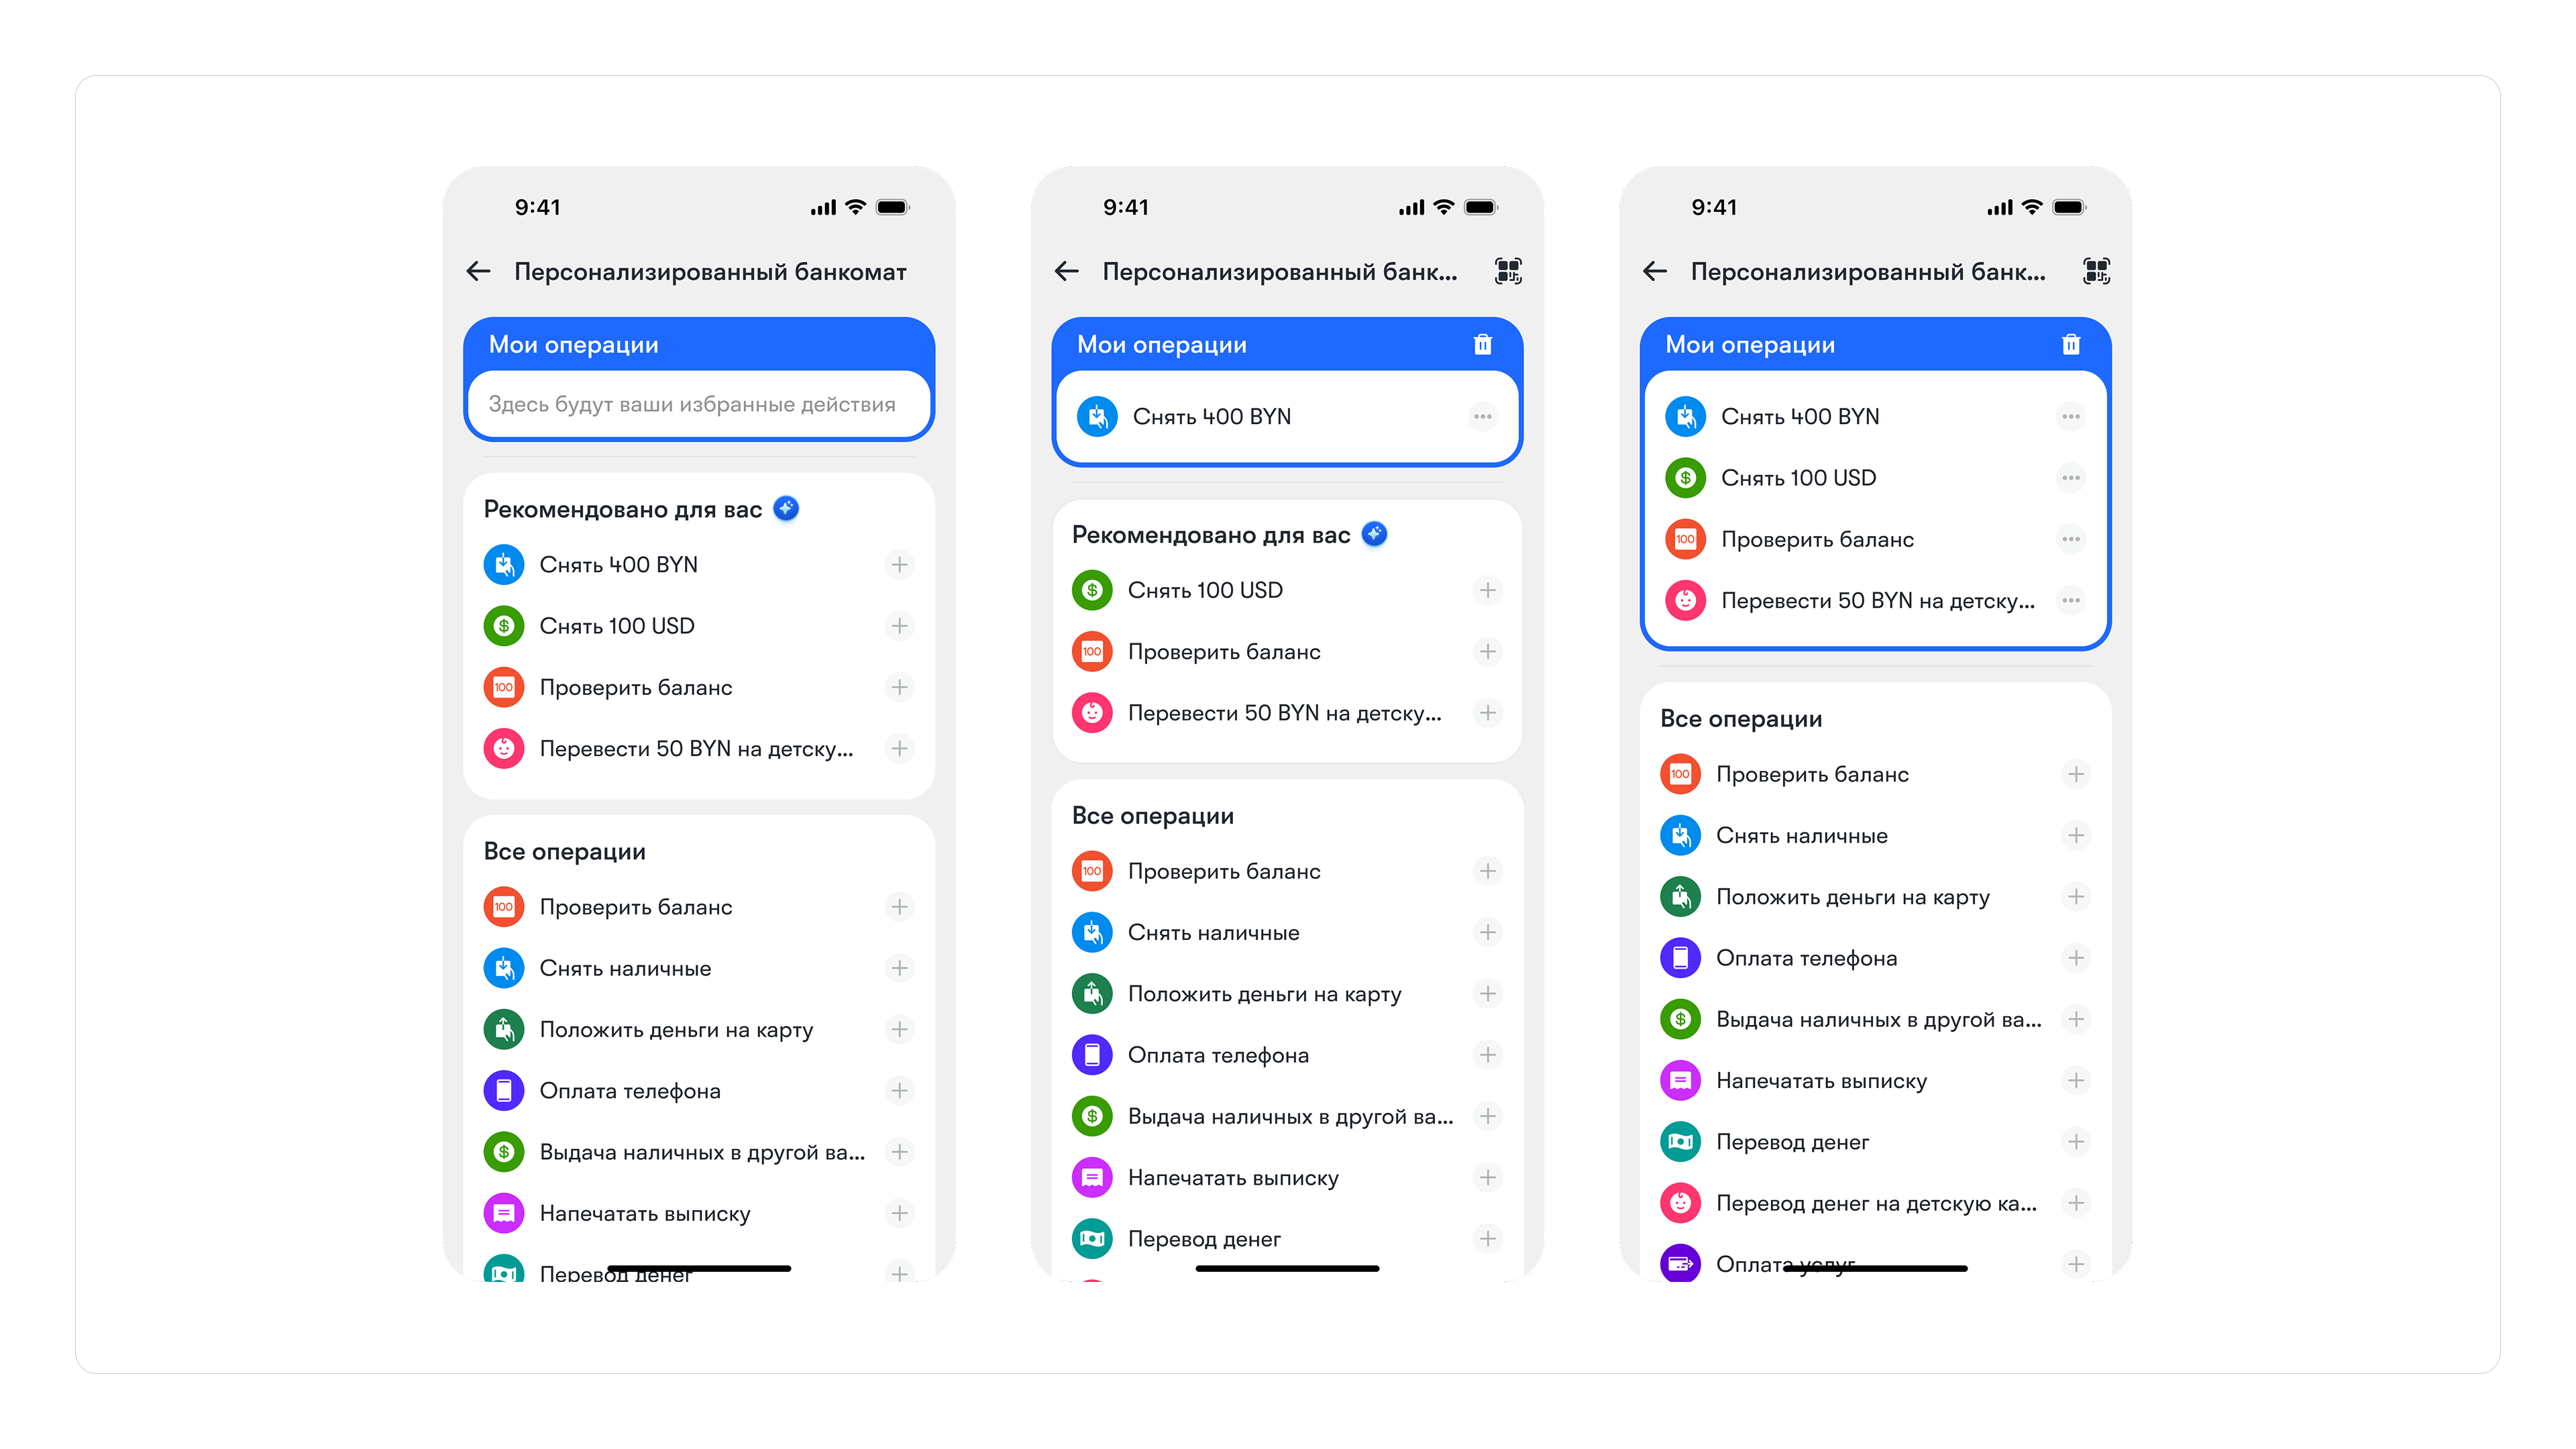 9:41
Персонализированный банкомат
Мои операции
Здесь будут ваши избранные действия
Рекомендовано для вас
Снять 400 BYN
Снять 100 USD
100
Проверить баланс
Перевести 50 BYN на детску...
Все операции
100
Проверить баланс
Снять наличные
Положить деньги на карту
Оплата телефона
Выдача наличных в другой ва...
Напечатать выписку
Перевод денег
9:41
Персонализированный банк...
Мои операции
Снять 400 BYN
Рекомендовано для вас
Снять 100 USD
100
Проверить баланс
Перевести 50 BYN на детску...
Все операции
100
Проверить баланс
Снять наличные
Положить деньги на карту
Оплата телефона
Выдача наличных в другой ва...
Напечатать выписку
Перевод денег
9:41
Персонализированный банк...
Мои операции
Снять 400 BYN
Снять 100 USD
100
Проверить баланс
Перевести 50 BYN на детску...
Все операции
100
Проверить баланс
Снять наличные
Положить деньги на карту
Оплата телефона
Выдача наличных в другой ва...
Напечатать выписку
Перевод денег
Перевод денег на детскую ка...
Оплата услуг